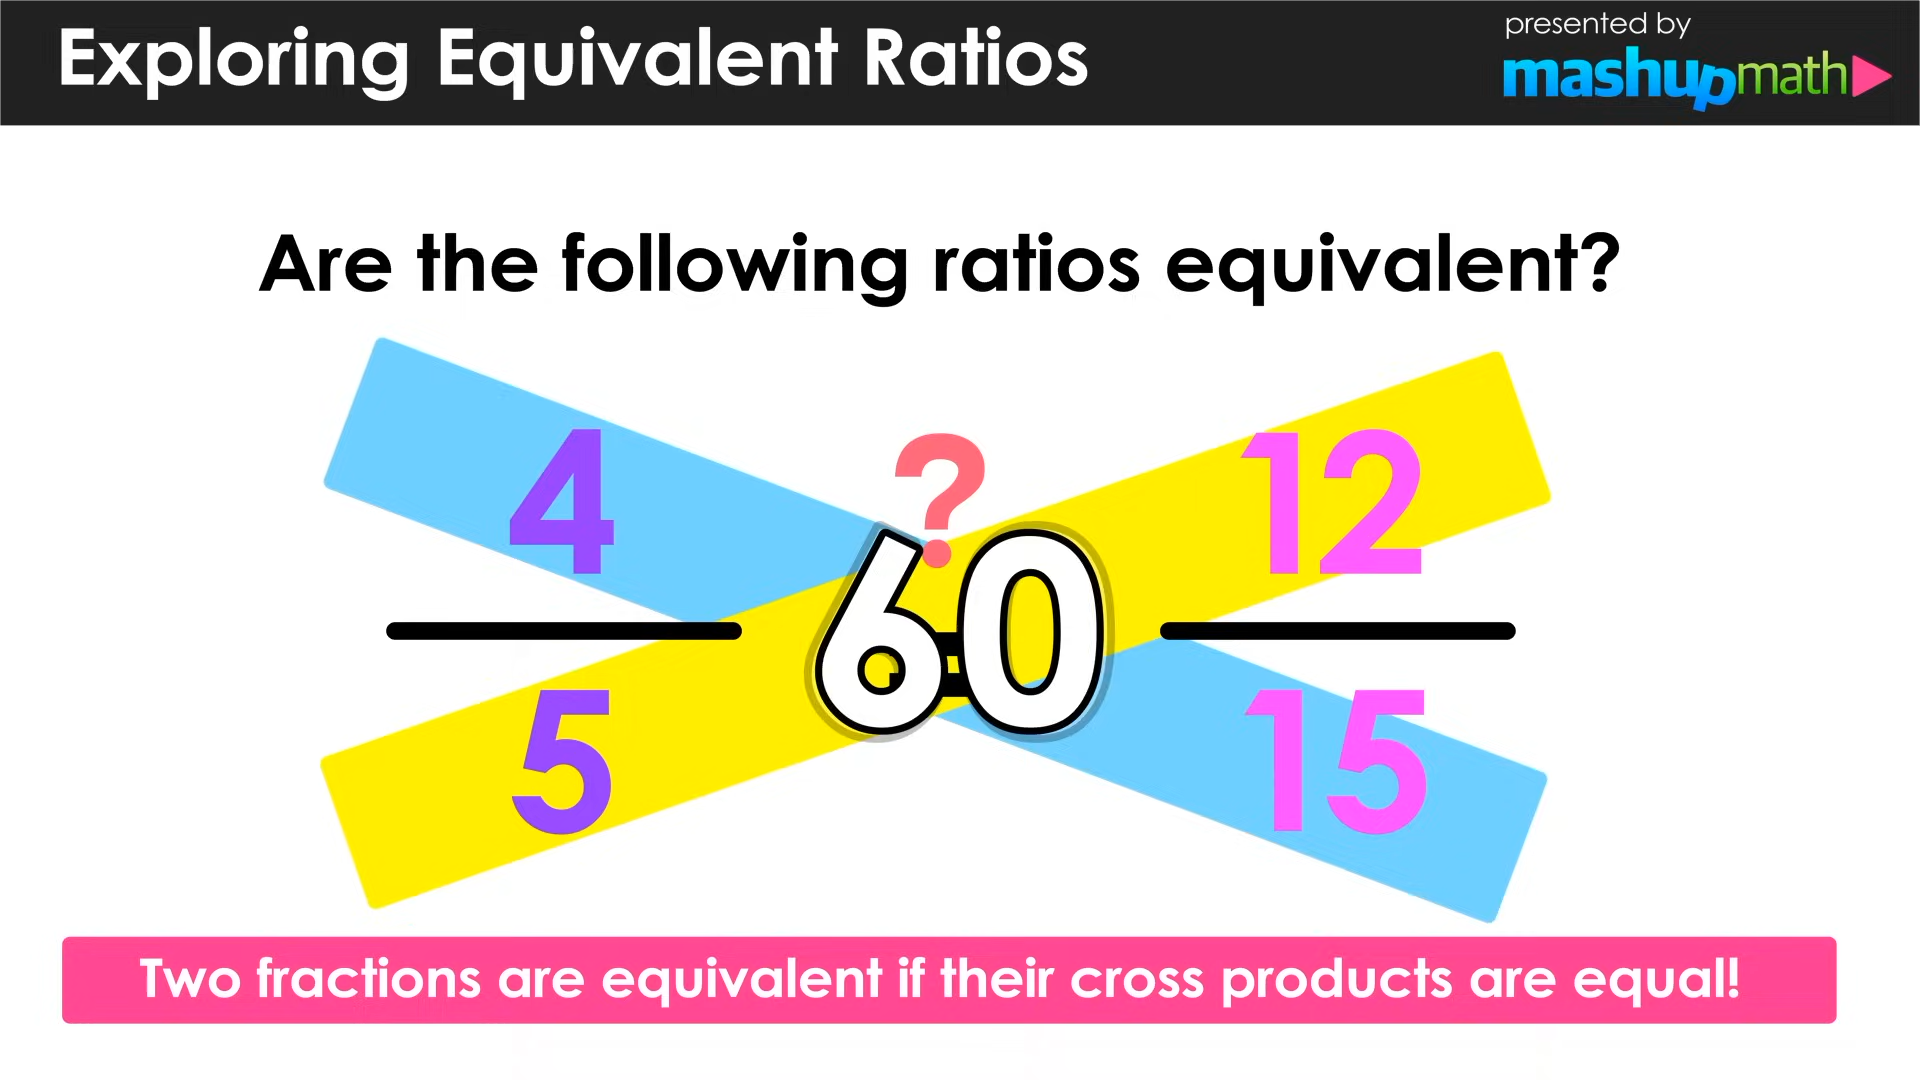 Exploring Equivalent Ratios
presented by
mashupmath
Are the following ratios equivalent?
4 ? 12
60
5 15
Two fractions are equivalent if their cross products are equal!